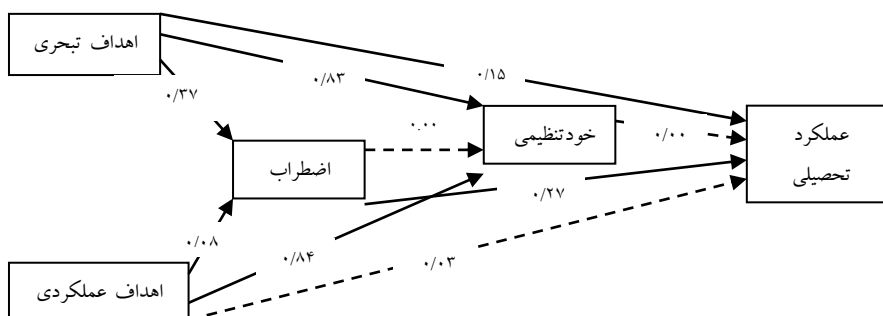 اهداف تبحری
۰/۱۵
۰/۸۳
۰/۳۷
۰.۰۰
خودتنظیمی
۰/۰۰
عملکرد
تحصیلی
اضطراب
۰/۲۷
۰/۰۸
۰/۸۴
۰/۰۳
اهداف عملکردی